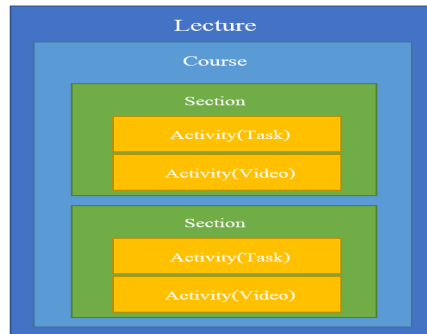 Lecture
Course
Section
Activity(Task)
Activity(Video)
Section
Activity(Task)
Activity(Video)